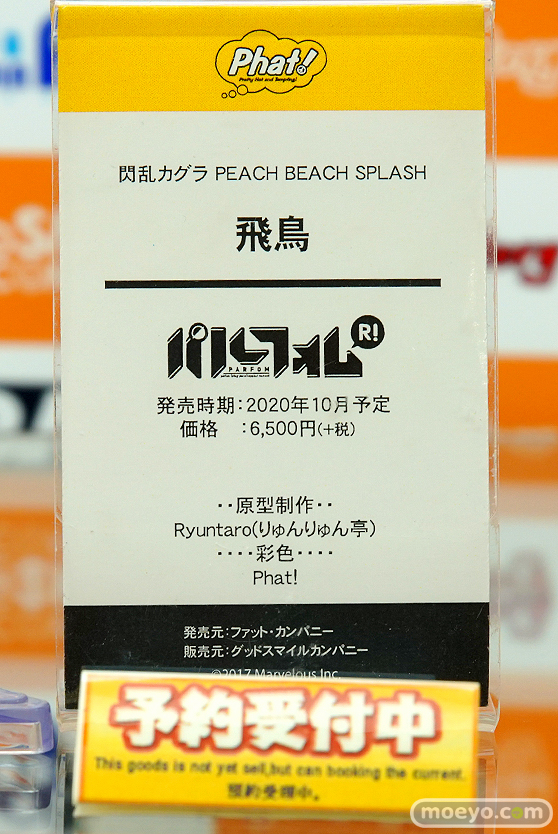 Phat!
Pretty Hot and Tempting!
閃乱カグラ PEACH BEACH SPLASH
飛鳥
パルフォム R!
PARFOM
発売時期:2020年10月予定
価格 :6,500円(+税)
‥原型制作‥
Ryuntaro(りゅんりゅん亭)
‥‥彩色‥‥
Phat!
発売元:ファット・カンパニー
販売元:グッドスマイルカンパニー
©2017 Marvelous Inc.
予約受付中
This goods is not yet sell,but can booking the current.
預約受理中。
moeyo.com